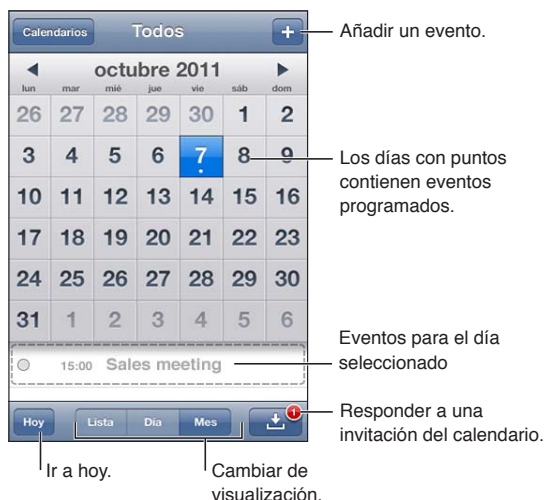 Calendarios Todos +
Añadir un evento.
octubre 2011
lun mar mié jue vie sáb dom
26 27 28 29 30 1 2
3 4 5 6 7 8 9
Los días con puntos
contienen eventos
programados.
10 11 12 13 14 15 16
17 18 19 20 21 22 23
24 25 26 27 28 29 30
31 1 2 3 4 5 6
15:00 Sales meeting
Eventos para el día
seleccionado
Hoy Lista Día Mes 1
Responder a una
invitación del calendario.
Ir a hoy.
Cambiar de
visualización.